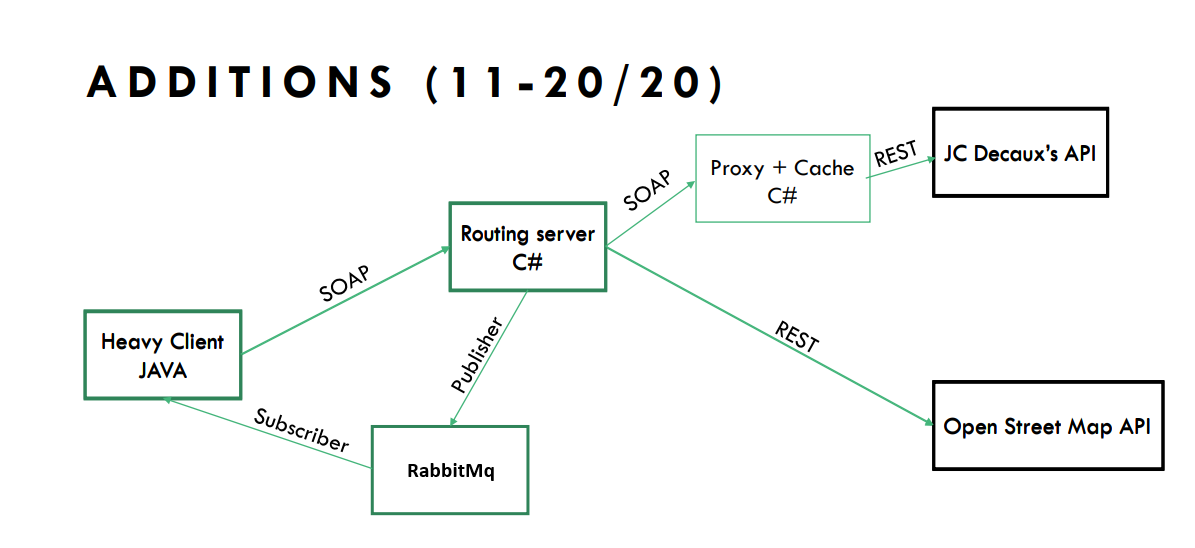 ADDITIONS (11-20/20)
JC Decaux's API
REST
Proxy + Cache
C#
SOAP
Routing server
C#
SOAP
Heavy Client
JAVA
Publisher
REST
Subscriber
Open Street Map API
RabbitMq